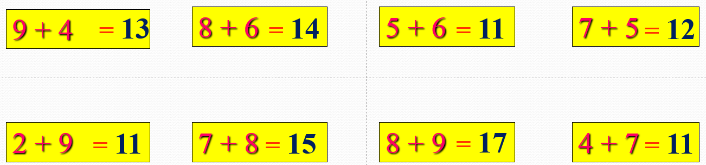 9 + 4 = 13 8 + 6 = 14 5 + 6 = 11 7 + 5 = 12
2 + 9 = 11 7 + 8 = 15 8 + 9 = 17 4 + 7 = 11